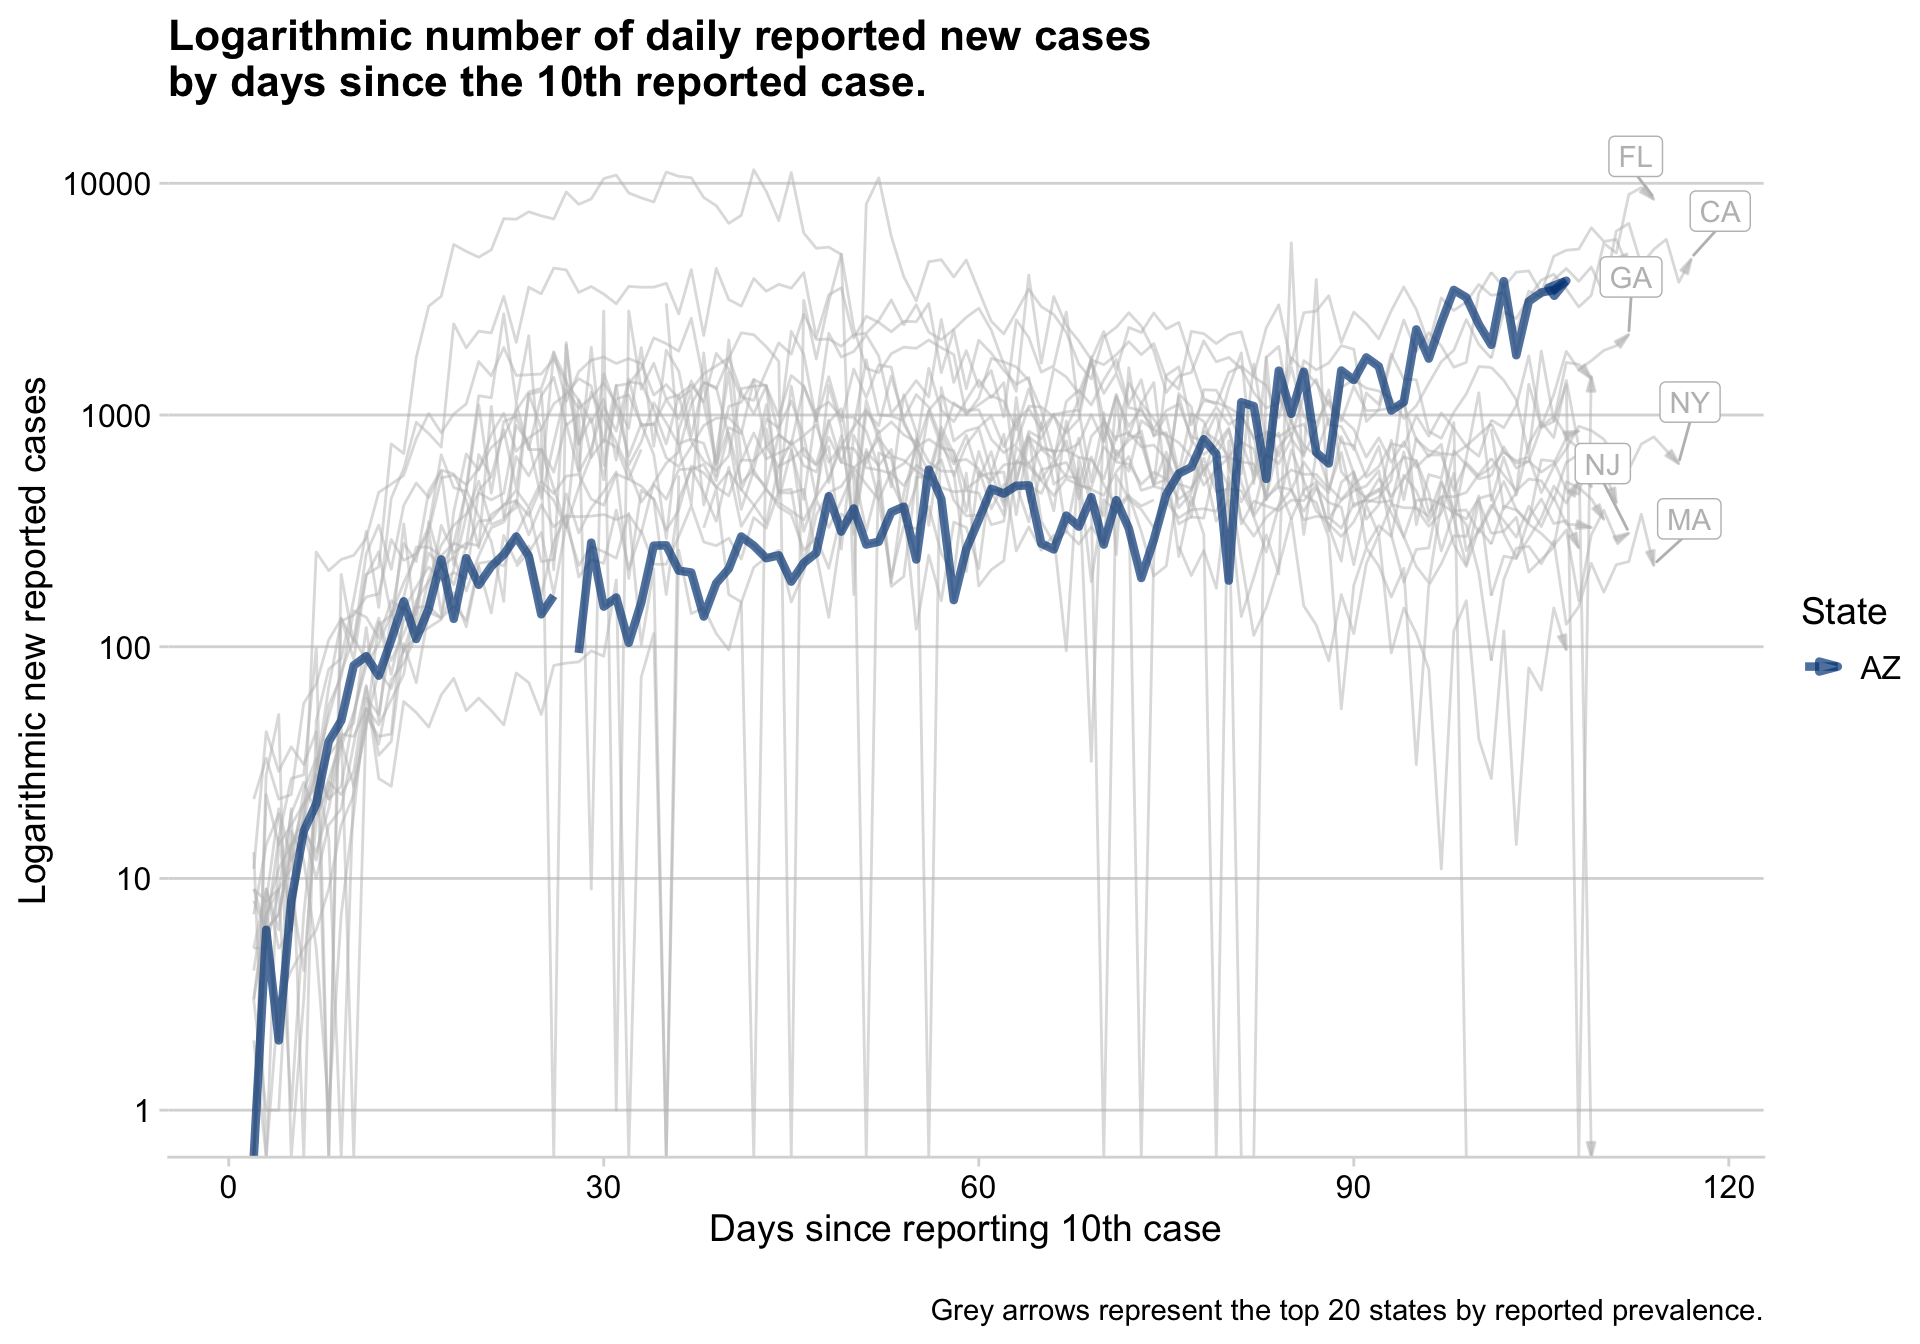 Logarithmic number of daily reported new cases
by days since the 10th reported case.
Logarithmic new reported cases
10000
1000
100
10
1
FL
CA
GA
NY
NJ
MA
State
AZ
0
30
60
90
120
Days since reporting 10th case
Grey arrows represent the top 20 states by reported prevalence.